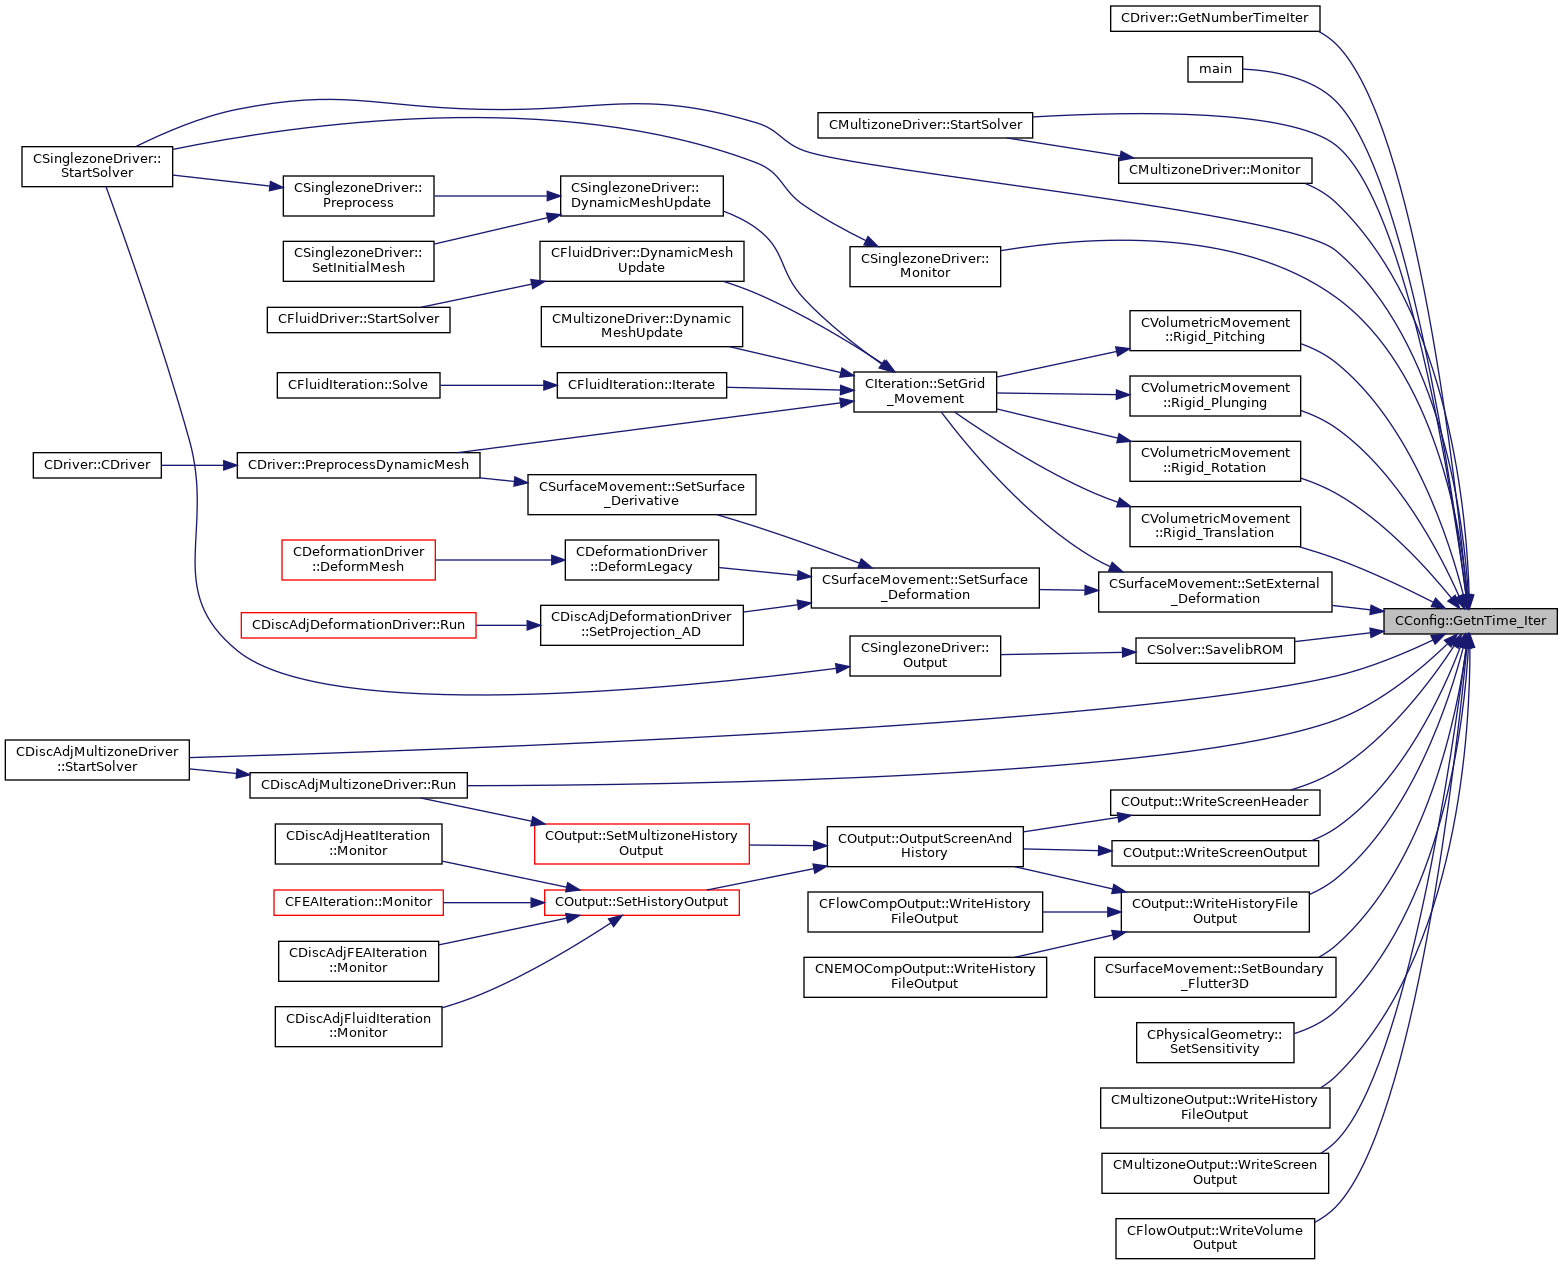 CDriver::GetNumberTimeIter
main
CMultizoneDriver::StartSolver
CMultizoneDriver::Monitor
CSinglezoneDriver::
StartSolver
CSinglezoneDriver::
Preprocess
CSinglezoneDriver::
DynamicMeshUpdate
CSinglezoneDriver::
SetInitialMesh
CFluidDriver::DynamicMesh
Update
CSinglezoneDriver::
Monitor
CFluidDriver::StartSolver
CMultizoneDriver::Dynamic
MeshUpdate
CVolumetricMovement
::Rigid_Pitching
CFluidIteration::Solve
CFluidIteration::Iterate
CIteration::SetGrid
_Movement
CVolumetricMovement
::Rigid_Plunging
CDriver::CDriver
CDriver::PreprocessDynamicMesh
CVolumetricMovement
::Rigid_Rotation
CSurfaceMovement::SetSurface
_Derivative
CVolumetricMovement
::Rigid_Translation
CDeformationDriver
::DeformMesh
CDeformationDriver
::DeformLegacy
CSurfaceMovement::SetSurface
_Deformation
CSurfaceMovement::SetExternal
_Deformation
CConfig::GetnTime_Iter
CDiscAdjDeformationDriver::Run
CDiscAdjDeformationDriver
::SetProjection_AD
CSinglezoneDriver::
Output
CSolver::SavelibROM
CDiscAdjMultizoneDriver
::StartSolver
CDiscAdjMultizoneDriver::Run
COutput::WriteScreenHeader
CDiscAdjHeatIteration
::Monitor
COutput::SetMultizoneHistory
Output
COutput::OutputScreenAnd
History
COutput::WriteScreenOutput
CFEAIteration::Monitor
COutput::SetHistoryOutput
CFlowCompOutput::WriteHistory
FileOutput
COutput::WriteHistoryFile
Output
CDiscAdjFEAIteration
::Monitor
CNEMOCompOutput::WriteHistory
FileOutput
CSurfaceMovement::SetBoundary
_Flutter3D
CDiscAdjFluidIteration
::Monitor
CPhysicalGeometry::
SetSensitivity
CMultizoneOutput::WriteHistory
FileOutput
CMultizoneOutput::WriteScreen
Output
CFlowOutput::WriteVolume
Output